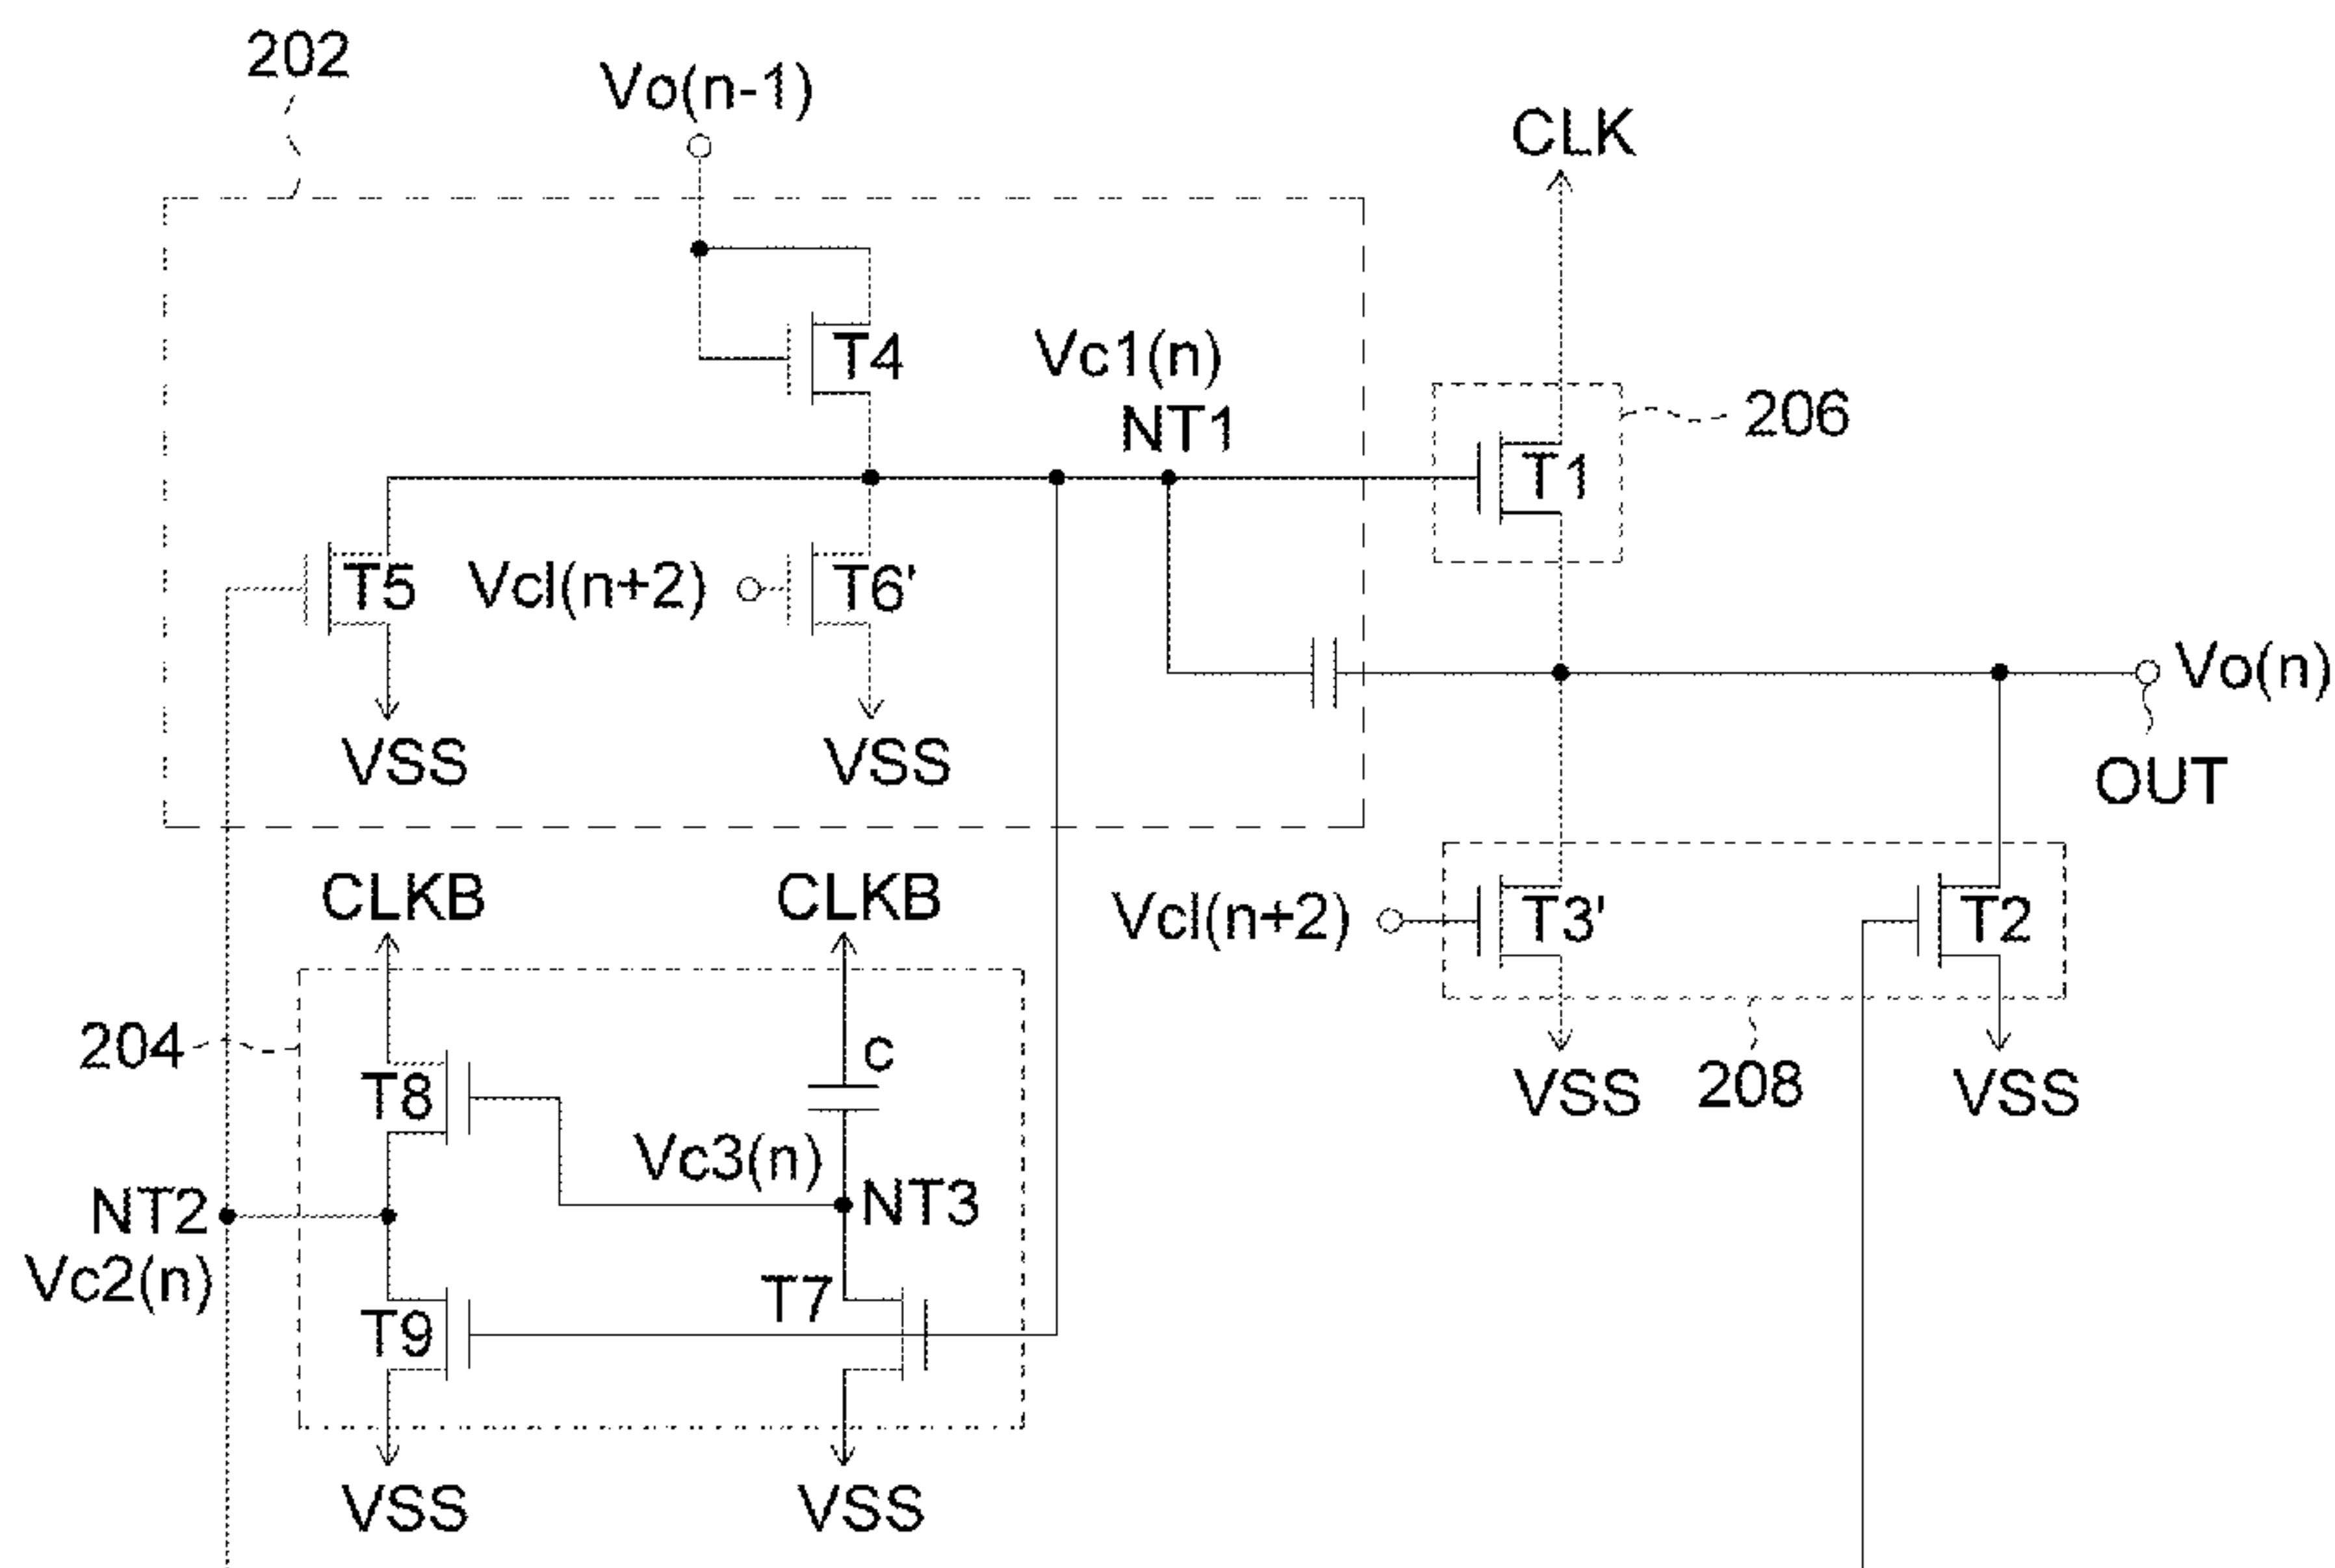 202
Vo(n-1)
CLK
T4
Vc1(n)
NT1
206
T1
T5
Vcl(n+2)
T6'
Vo(n)
VSS
VSS
OUT
CLKB
CLKB
Vcl(n+2)
T3'
T2
204
c
T8
VSS
208
VSS
Vc3(n)
NT3
NT2
Vc2(n)
T7
T9
VSS
VSS